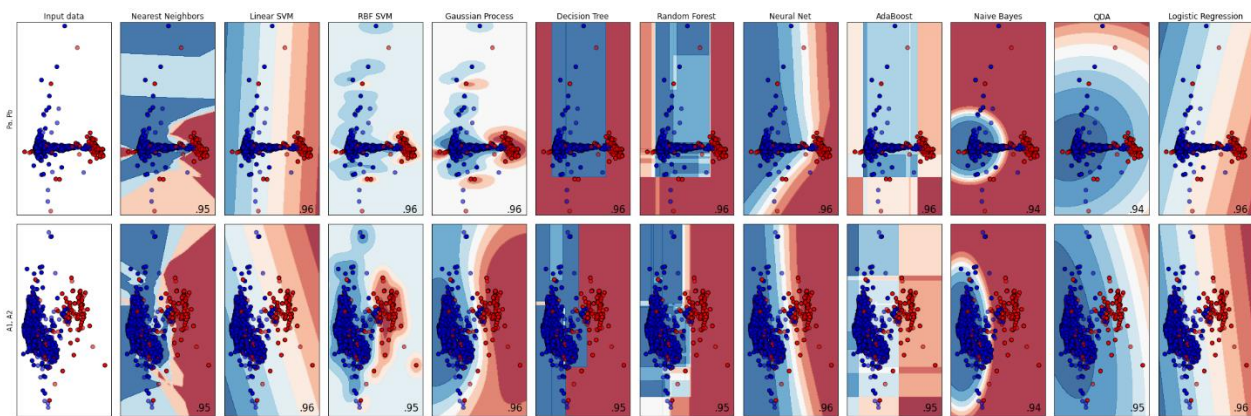 Input data Nearest Neighbors Linear SVM RBF SVM Gaussian Process Decision Tree Random Forest Neural Net AdaBoost Naive Bayes QDA Logistic Regression
Pa, Pb
.95 .96 .96 .96 .96 .96 .96 .96 .94 .94 .96
A1, A2
.95 .96 .95 .96 .95 .95 .96 .95 .94 .95 .96